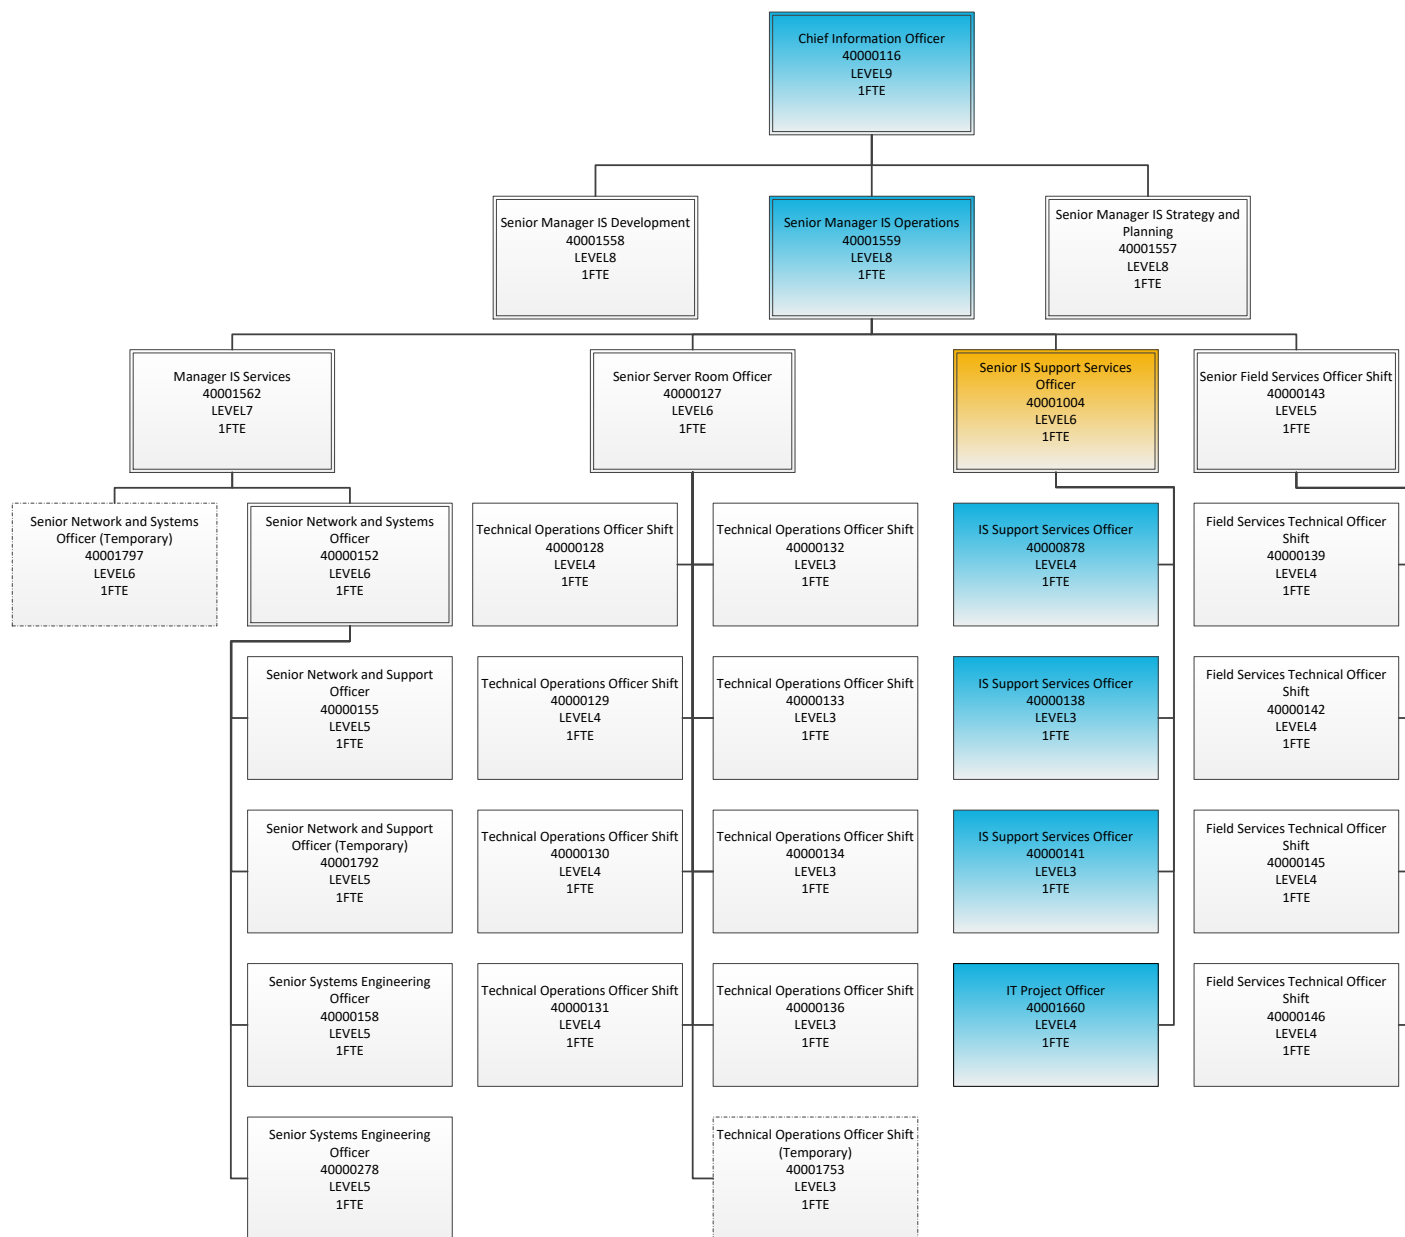 Chief Information Officer
40000116
LEVEL9
1FTE
Senior Manager IS Development
40001558
LEVEL8
1FTE
Senior Manager IS Operations
40001559
LEVEL8
1FTE
Senior Manager IS Strategy and
Planning
40001557
LEVEL8
1FTE
Manager IS Services
40001562
LEVEL7
1FTE
Senior Server Room Officer
40000127
LEVEL6
1FTE
Senior IS Support Services
Officer
40001004
LEVEL6
1FTE
Senior Field Services Officer Shift
40000143
LEVEL5
1FTE
Senior Network and Systems
Officer (Temporary)
40001797
LEVEL6
1FTE
Senior Network and Systems
Officer
40000152
LEVEL6
1FTE
Technical Operations Officer Shift
40000128
LEVEL4
1FTE
Technical Operations Officer Shift
40000132
LEVEL3
1FTE
IS Support Services Officer
40000878
LEVEL4
1FTE
Field Services Technical Officer
Shift
40000139
LEVEL4
1FTE
Senior Network and Support
Officer
40000155
LEVEL5
1FTE
Technical Operations Officer Shift
40000129
LEVEL4
1FTE
Technical Operations Officer Shift
40000133
LEVEL3
1FTE
IS Support Services Officer
40000138
LEVEL3
1FTE
Field Services Technical Officer
Shift
40000142
LEVEL4
1FTE
Senior Network and Support
Officer (Temporary)
40001792
LEVEL5
1FTE
Technical Operations Officer Shift
40000130
LEVEL4
1FTE
Technical Operations Officer Shift
40000134
LEVEL3
1FTE
IS Support Services Officer
40000141
LEVEL3
1FTE
Field Services Technical Officer
Shift
40000145
LEVEL4
1FTE
Senior Systems Engineering
Officer
40000158
LEVEL5
1FTE
Technical Operations Officer Shift
40000131
LEVEL4
1FTE
Technical Operations Officer Shift
40000136
LEVEL3
1FTE
IT Project Officer
40001660
LEVEL4
1FTE
Field Services Technical Officer
Shift
40000146
LEVEL4
1FTE
Senior Systems Engineering
Officer
40000278
LEVEL5
1FTE
Technical Operations Officer Shift
(Temporary)
40001753
LEVEL3
1FTE